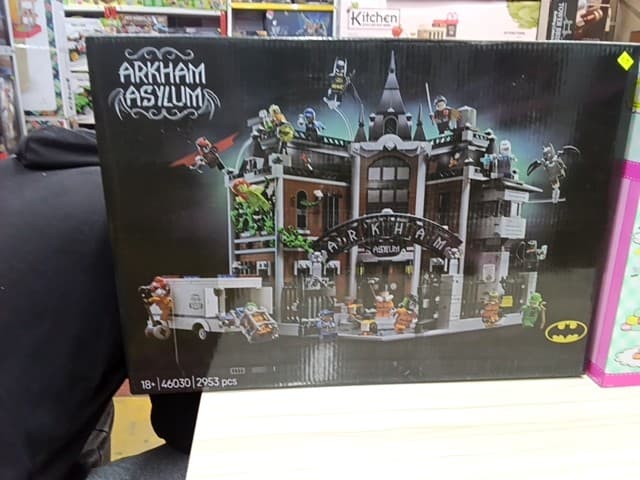 Kitchen
ARKHAM
ASYLUM
ARKHAM
ASYLUM
18+ | 46030 | 2953 pcs